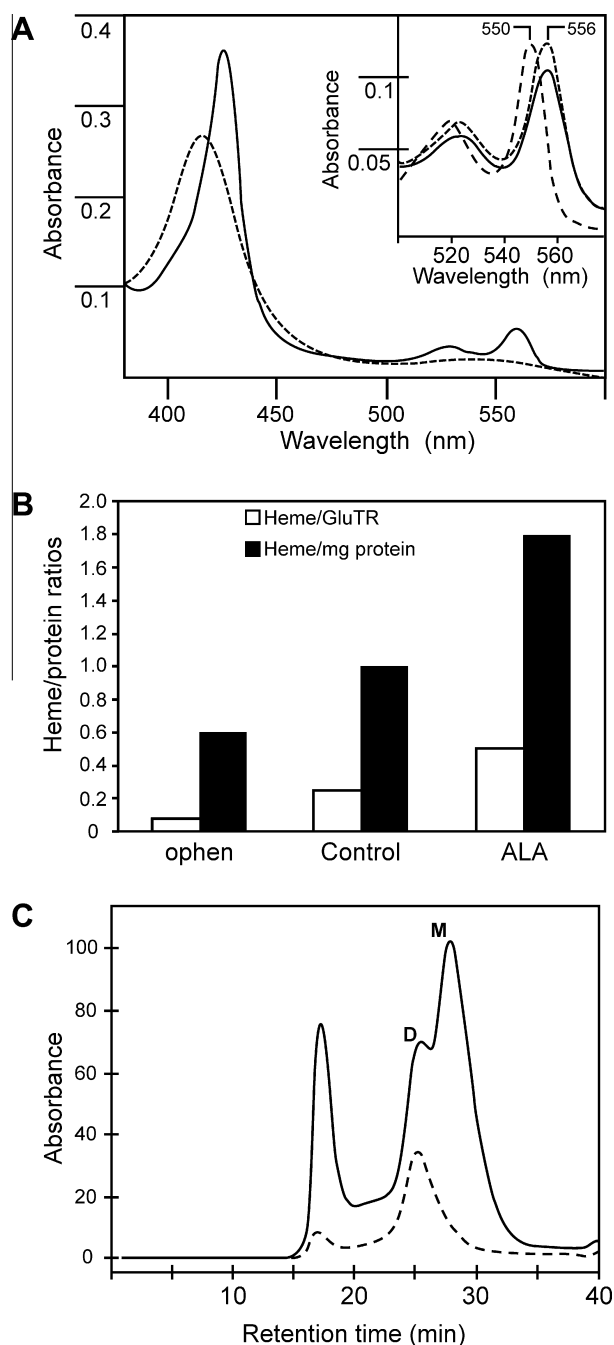 A
0.4
0.3
0.2
0.1
Absorbance
400
450
500
550
Wavelength (nm)
550
556
0.1
0.05
Absorbance
520
540
560
Wavelength (nm)
B
2.0
1.8
1.6
1.4
1.2
1.0
0.8
0.6
0.4
0.2
0
Heme/protein ratios
Heme/GluTR
Heme/mg protein
ophen
Control
ALA
C
100
80
60
40
20
0
Absorbance
D
M
10
20
30
40
Retention time (min)